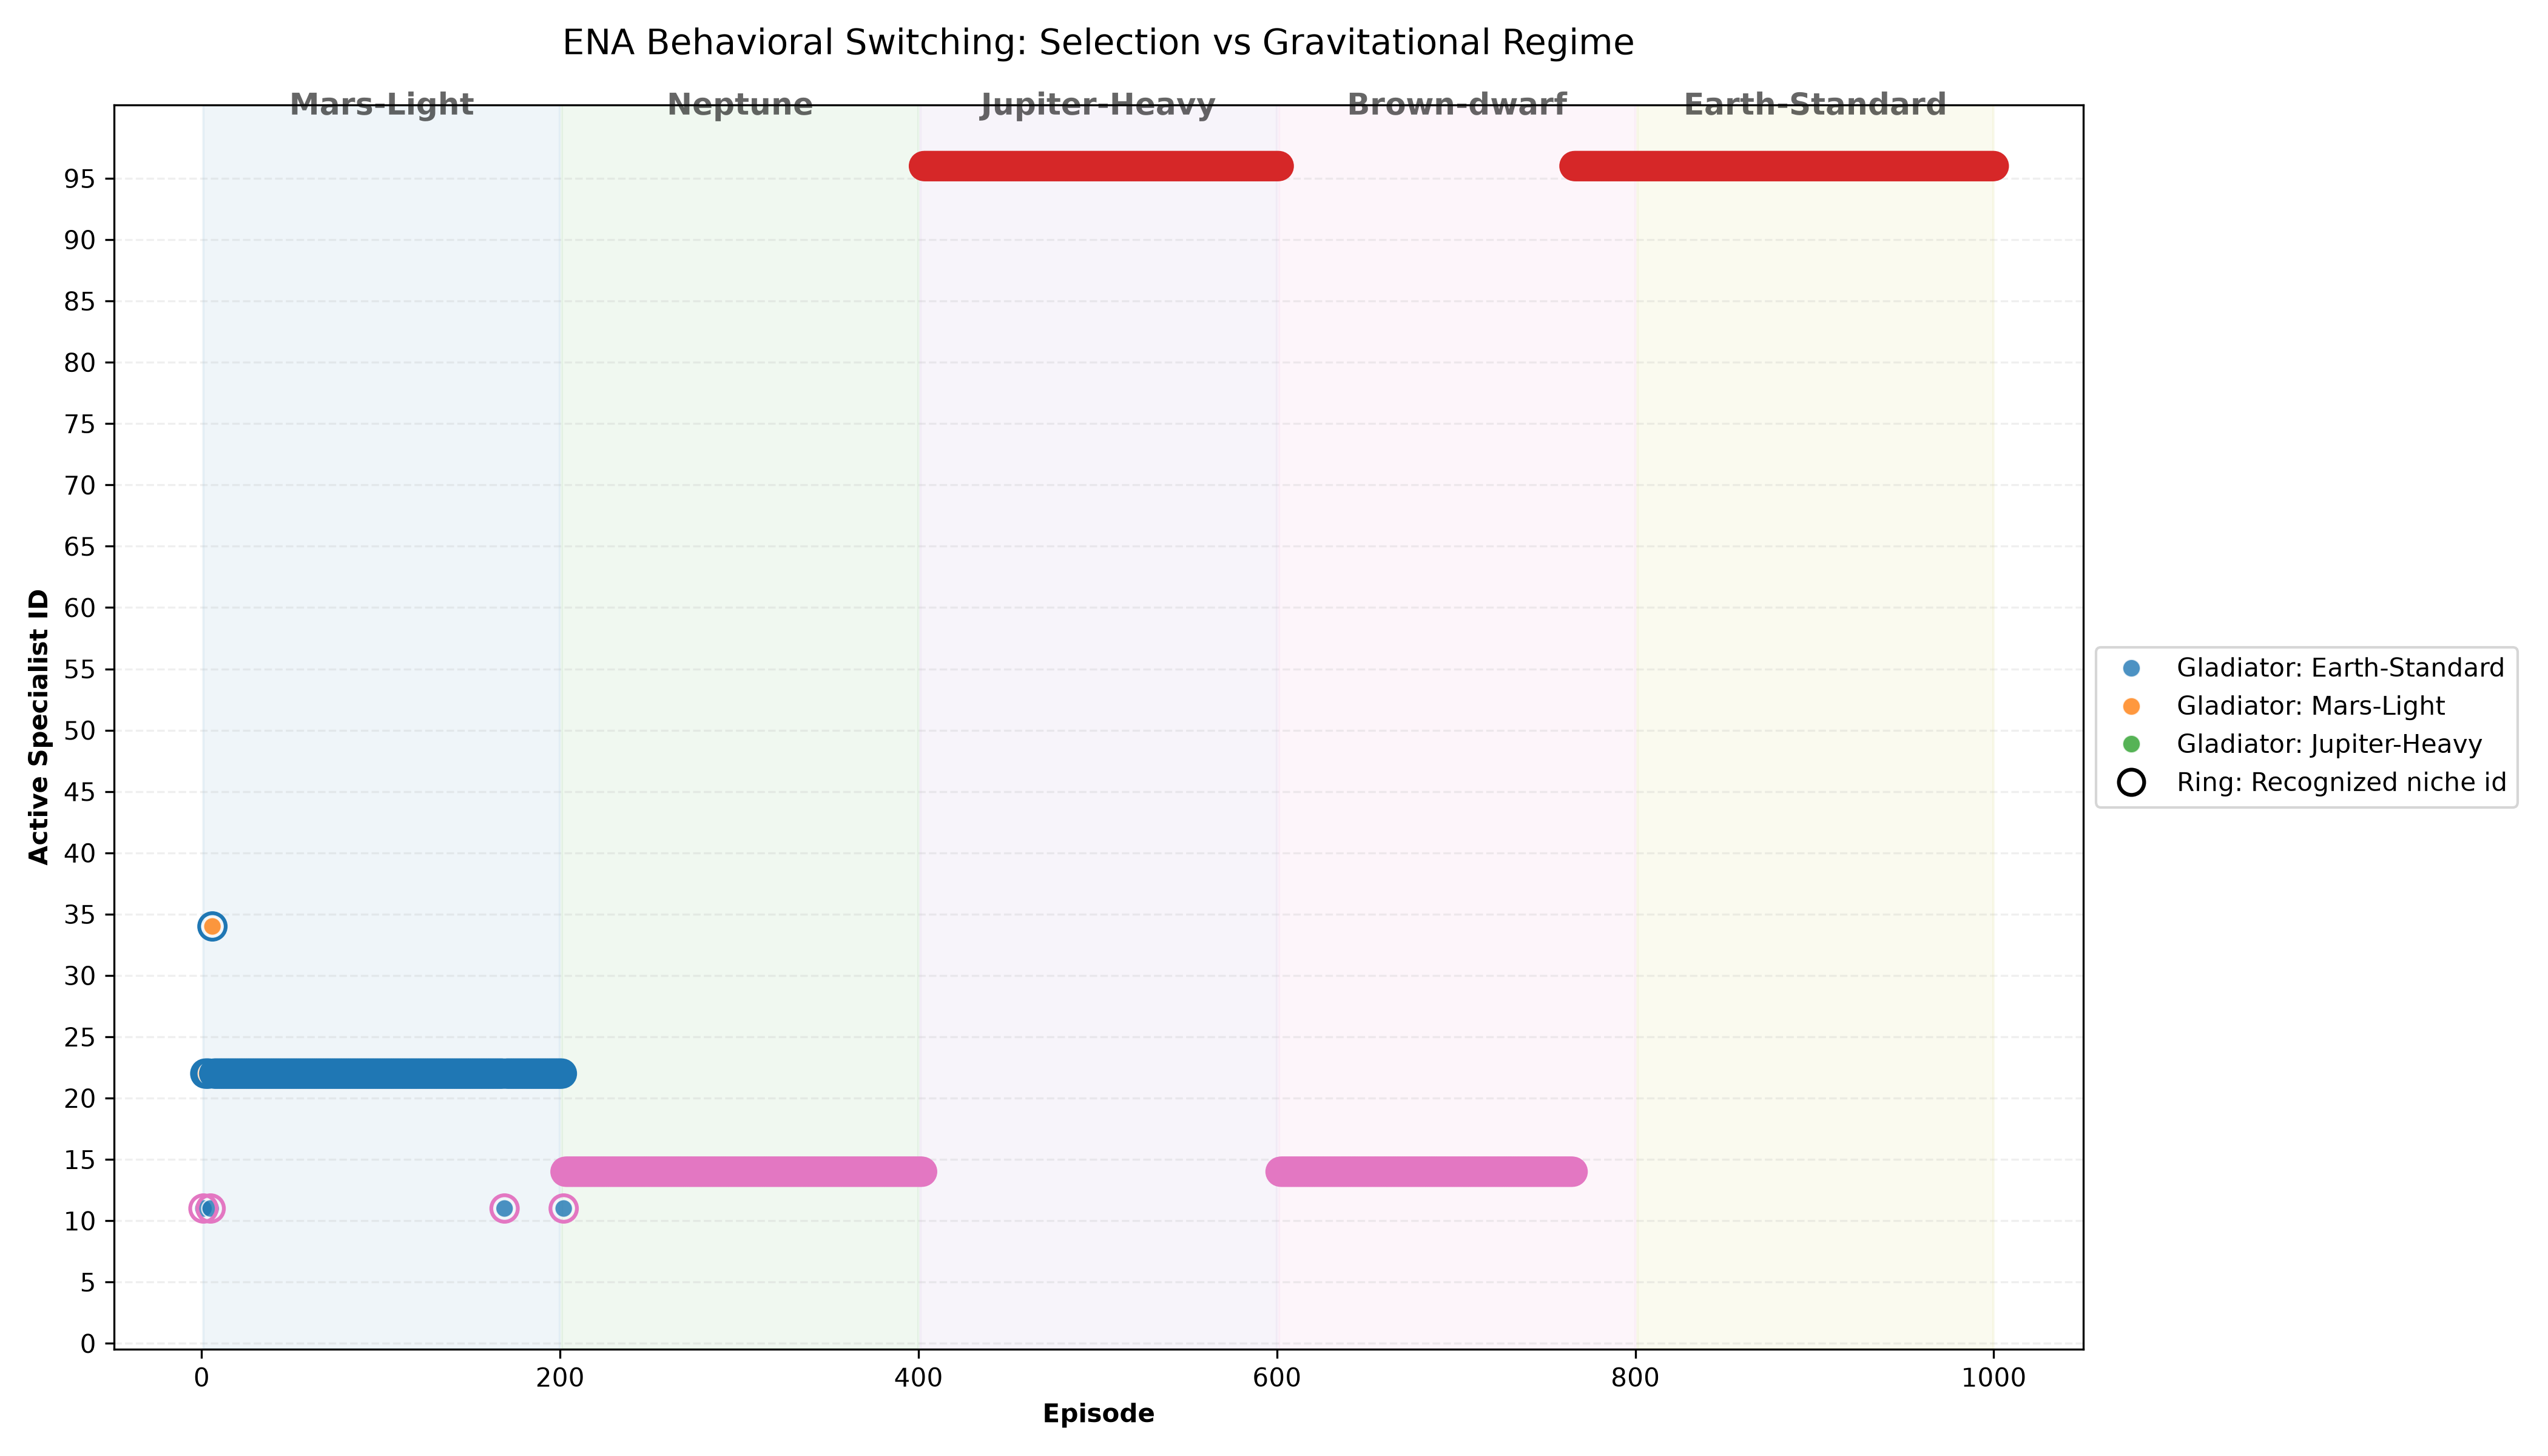 ENA Behavioral Switching: Selection vs Gravitational Regime
Mars-Light Neptune Jupiter-Heavy Brown-dwarf Earth-Standard
95
90
85
80
75
70
65
60
55
50
45
40
35
30
25
20
15
10
5
0
Active Specialist ID
0 200 400 600 800 1000
Episode
Gladiator: Earth-Standard
Gladiator: Mars-Light
Gladiator: Jupiter-Heavy
Ring: Recognized niche id